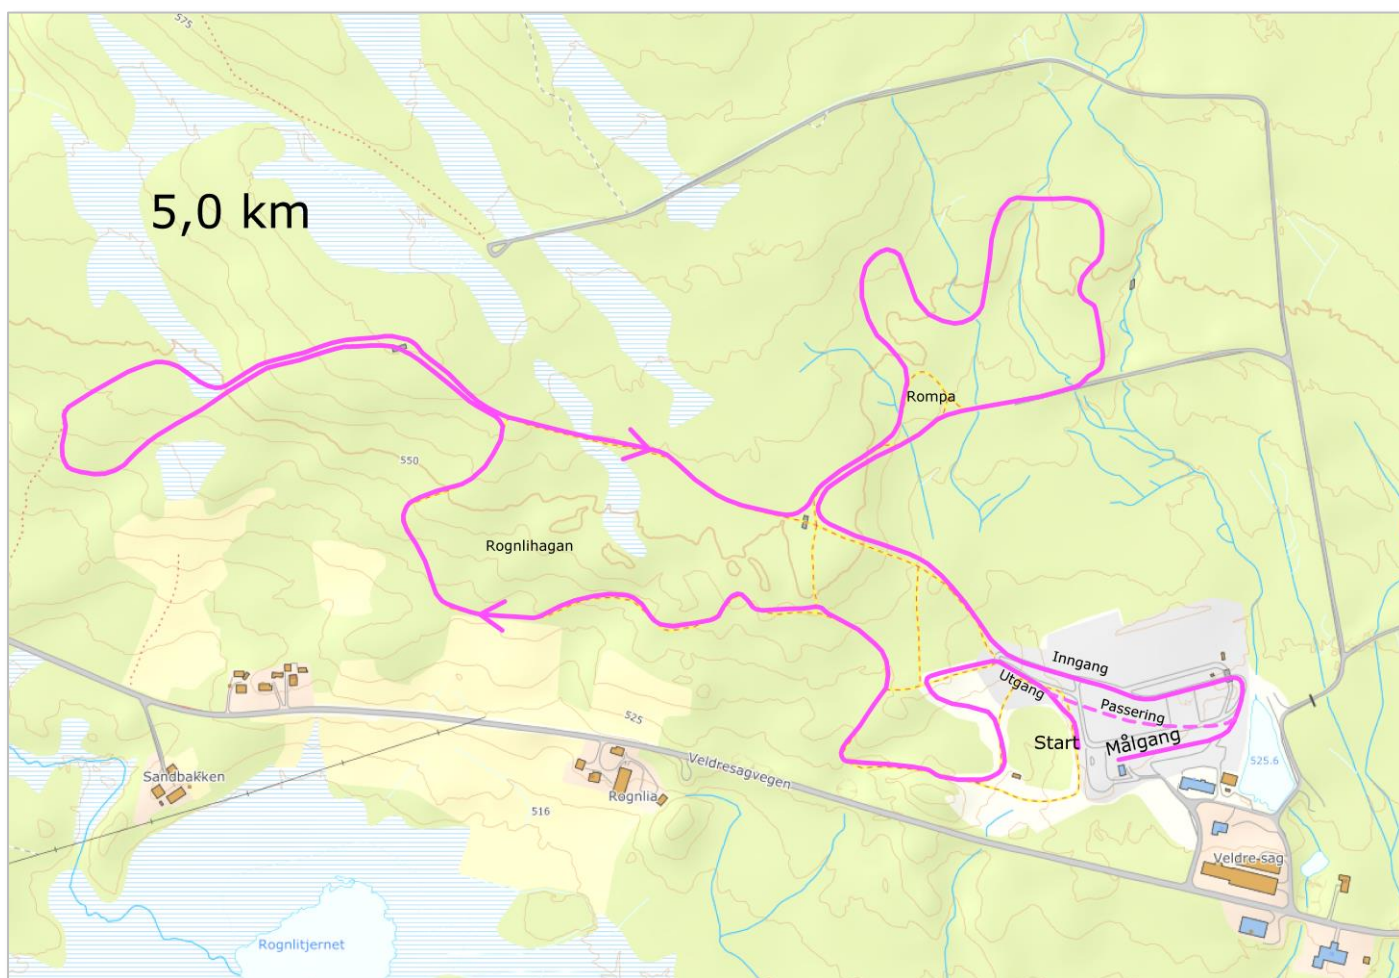 575
5,0 km
Rompa
550
Rognlihagan
Inngang
Utgang
Passering
Start
Målgang
525
Veldresagvegen
525.6
Sandbakken
Rognlia
516
Veldre sag
Rognlitjernet